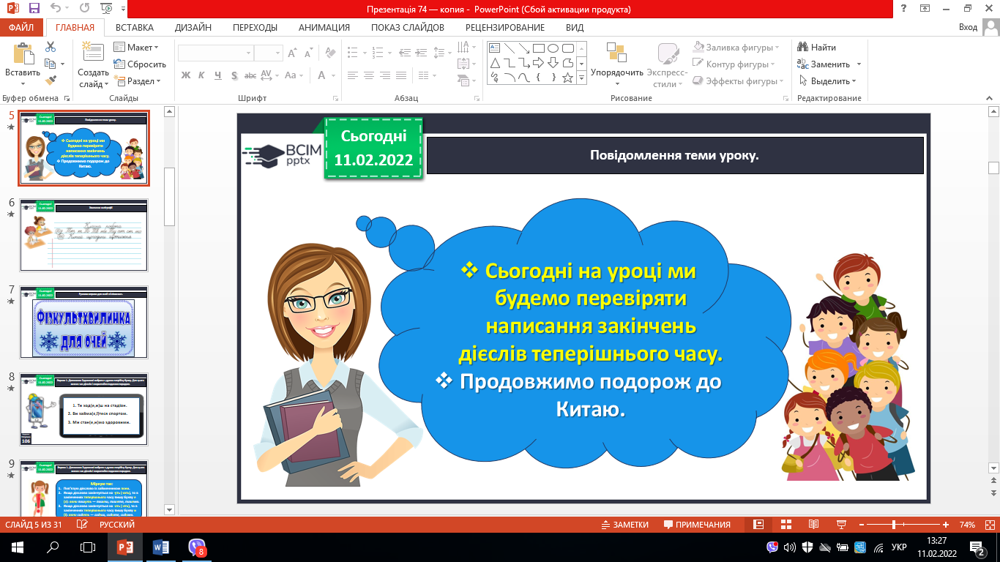 Презентація 74 — копия - PowerPoint (Сбой активации продукта)
ФАЙЛ ГЛАВНАЯ ВСТАВКА ДИЗАЙН ПЕРЕХОДЫ АНИМАЦИЯ ПОКАЗ СЛАЙДОВ РЕЦЕНЗИРОВАНИЕ ВИД Вход
Вставить
Создать слайд
Макет
Сбросить
Раздел
Ж К Ч S abc AV Aa A
Упорядочить
Экспресс-стили
Заливка фигуры
Контур фигуры
Эффекты фигуры
Найти
Заменить
Выделить
Буфер обмена Слайды Шрифт Абзац Рисование Редактирование
5
Сьогодні
11.02.2022
Повідомлення теми уроку.
Сьогодні на уроці ми
будемо перевіряти
написання закінчень
дієслів теперішнього часу.
Продовжимо подорож до
Китаю.
6
Сьогодні
11.02.2022
7
Сьогодні
11.02.2022
ФІЗКУЛЬТХВИЛИНКА
ДЛЯ ОЧЕЙ
8
Сьогодні
11.02.2022
1. Ти ход(е,и)ш на стадіон.
2. Ви займа(є,ї)теся спортом.
3. Ми стан(е,и)мо здоровими.
106
9
Сьогодні
11.02.2022
Міркую так:
ВСІМ
pptx
Сьогодні
11.02.2022
Повідомлення теми уроку.
❖ Сьогодні на уроці ми
будемо перевіряти
написання закінчень
дієслів теперішнього часу.
❖ Продовжимо подорож до
Китаю.
СЛАЙД 5 ИЗ 31 РУССКИЙ ЗАМЕТКИ ПРИМЕЧАНИЯ 74%
8
УКР
13:27
11.02.2022
2